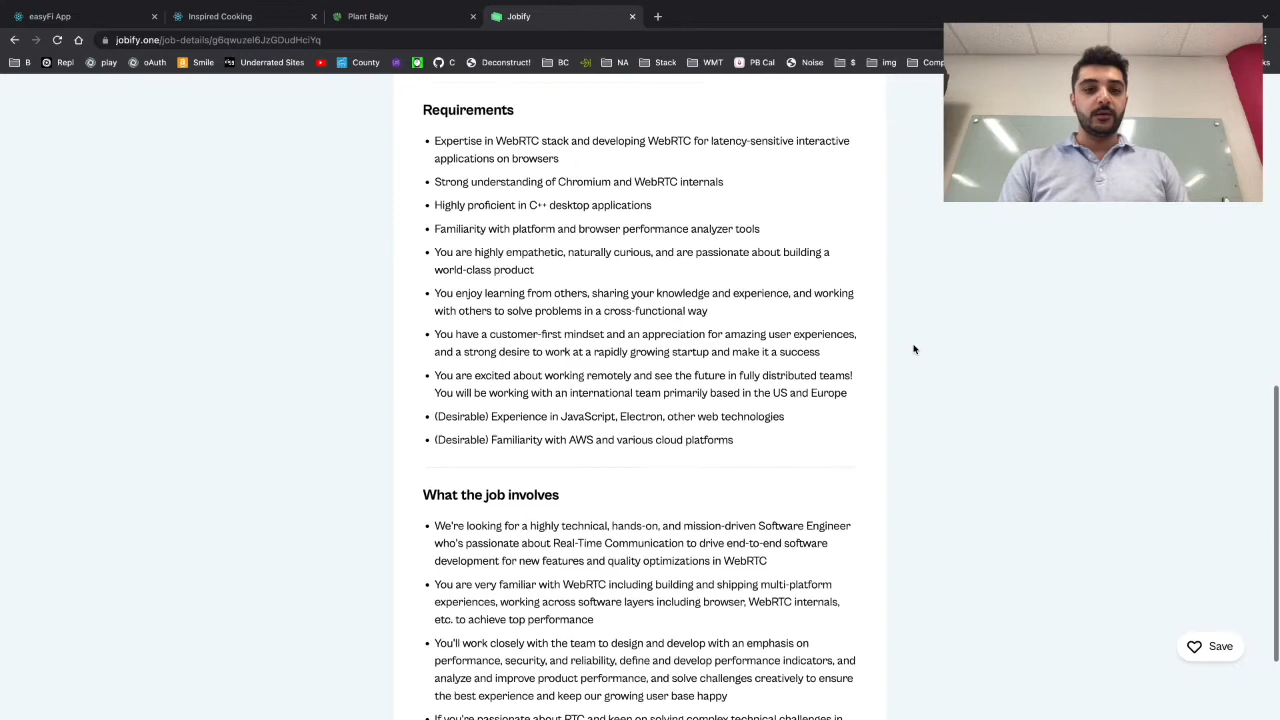 easyFi App
Inspired Cooking
Plant Baby
Jobify
jobify.one/job-details/g6qwuzeI6JzGDudHciYq
B
Repl
play
oAuth
Smile
Underrated Sites
County
C
Deconstruct!
BC
NA
Stack
WMT
PB Cal
Noise
$
img
Requirements
• Expertise in WebRTC stack and developing WebRTC for latency-sensitive interactive
applications on browsers
• Strong understanding of Chromium and WebRTC internals
• Highly proficient in C++ desktop applications
• Familiarity with platform and browser performance analyzer tools
• You are highly empathetic, naturally curious, and are passionate about building a
world-class product
• You enjoy learning from others, sharing your knowledge and experience, and working
with others to solve problems in a cross-functional way
• You have a customer-first mindset and an appreciation for amazing user experiences,
and a strong desire to work at a rapidly growing startup and make it a success
• You are excited about working remotely and see the future in fully distributed teams!
You will be working with an international team primarily based in the US and Europe
• (Desirable) Experience in JavaScript, Electron, other web technologies
• (Desirable) Familiarity with AWS and various cloud platforms
What the job involves
• We're looking for a highly technical, hands-on, and mission-driven Software Engineer
who's passionate about Real-Time Communication to drive end-to-end software
development for new features and quality optimizations in WebRTC
• You are very familiar with WebRTC including building and shipping multi-platform
experiences, working across software layers including browser, WebRTC internals,
etc. to achieve top performance
• You'll work closely with the team to design and develop with an emphasis on
performance, security, and reliability, define and develop performance indicators, and
analyze and improve product performance, and solve challenges creatively to ensure
the best experience and keep our growing user base happy
• If you're passionate about RTC and keen on solving complex technical challenges in
Save